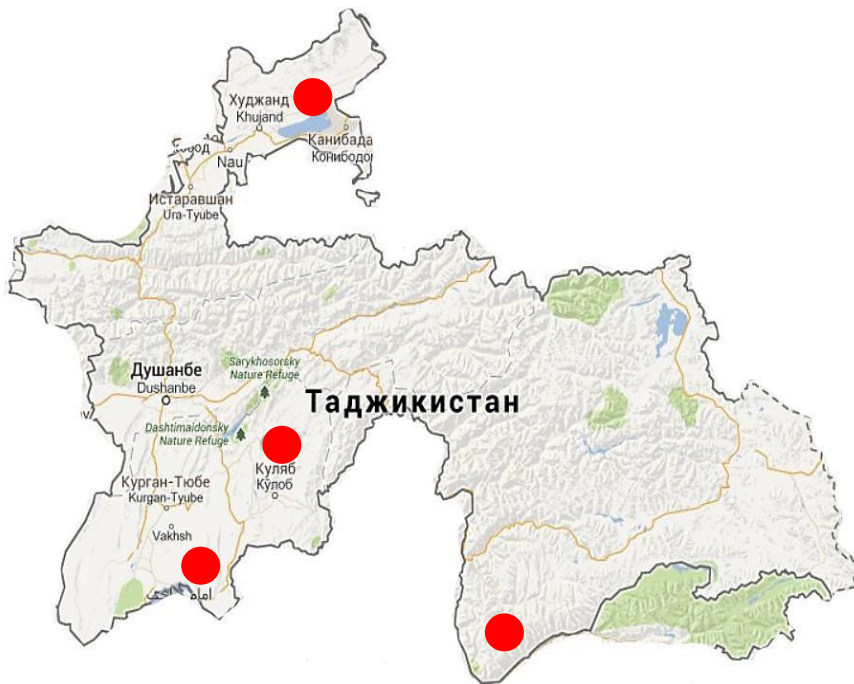 Худжанд
Khujand
Канибада
Конибодо
Nau
Истаравшан
Ura-Tyube
Душанбе
Dushanbe
Sarykhosorsky
Nature Refuge
Таджикистан
Dashtimaidonsky
Nature Refuge
Куляб
Кӯлоб
Курган-Тюбе
Kurgan-Tyube
Vakhsh